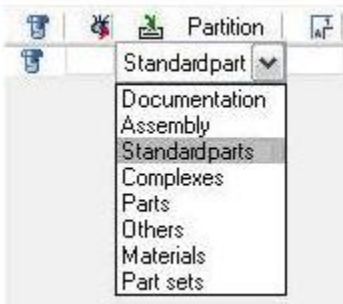 Partition
Standardpart
Documentation
Assembly
Standardparts
Complexes
Parts
Others
Materials
Part sets